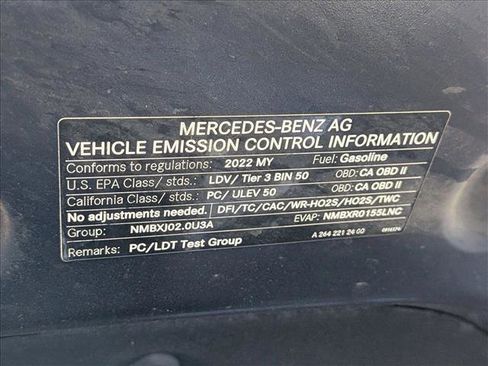 MERCEDES-BENZ AG
VEHICLE EMISSION CONTROL INFORMATION
Conforms to regulations: 2022 MY Fuel: Gasoline
U.S. EPA Class/ stds.: LDV/ Tier 3 BIN 50 OBD: CA OBD II
California Class/ stds.: PC/ ULEV 50 OBD: CA OBD II
No adjustments needed. DFI/TC/CAC/WR-HO2S/HO2S/TWC
Group: NMBXJ02.0U3A EVAP: NMBXR0155LNC
Remarks: PC/LDT Test Group A 264 221 24 00